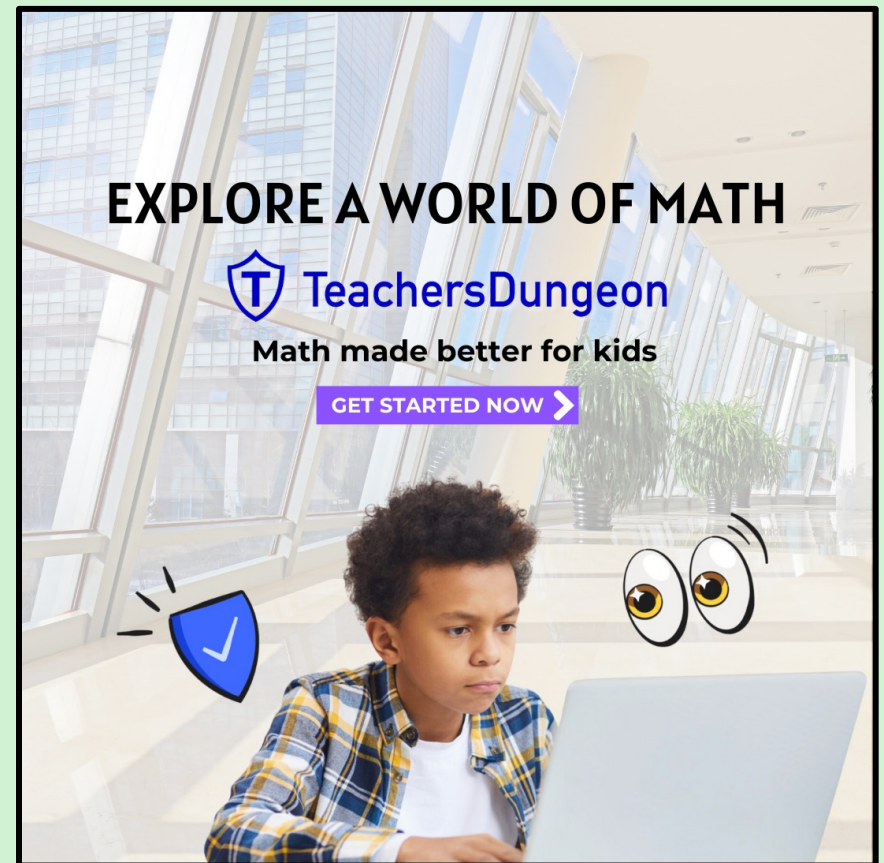 EXPLORE A WORLD OF MATH
T TeachersDungeon
Math made better for kids
GET STARTED NOW